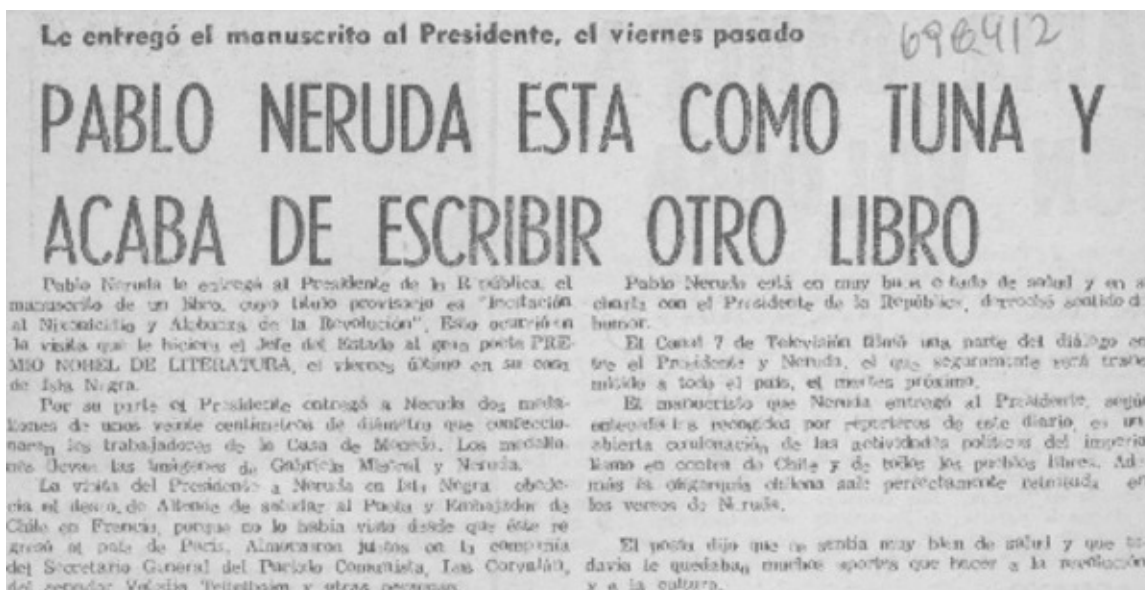 Le entregó el manuscrito al Presidente, el viernes pasado
696912
PABLO NERUDA ESTA COMO TUNA Y
ACABA DE ESCRIBIR OTRO LIBRO
Pablo Neruda le entregó al Presidente de la República, el
manuscrito de un libro, cuyo título provisorio es "Incitación
al Nixonicidio y Alabanza de la Revolución". Esto ocurrió en
la visita que le hiciera el Jefe del Estado al gran poeta PRE-
MIO NOBEL DE LITERATURA, el viernes último en su casa
de Isla Negra.
Por su parte el Presidente entregó a Neruda dos meda-
llones de unos veinte centímetros de diámetro que confeccio-
naron los trabajadores de la Casa de Moneda. Los medallo-
nes llevan las imágenes de Gabriela Mistral y Neruda.
La visita del Presidente a Neruda en Isla Negra obede-
cía al deseo de Allende de saludar al Poeta y Embajador de
Chile en Francia, porque no lo había visto desde que éste re
gresó al país de París. Almorzaron juntos en la compañía
del Secretario General del Partido Comunista, Luis Corvalán,
del senador Volodia Teitelboim y otras personas.
Pablo Neruda está en muy buen estado de salud y en
charla con el Presidente de la República, derrochó sentido d
humor.
El Canal 7 de Televisión filmó una parte del diálogo en
tre el Presidente y Neruda, el que seguramente será trans
mitido a todo el país, el martes próximo.
El manucristo que Neruda entregó al Presidente, según
recogidos por reporteros de este diario, es un
abierta condenación de las actividades políticas del imperia
lismo en contra de Chile y de todos los pueblos libres. Ade
más la oligarquía chilena sale perfectamente retratada en
los versos de Neruda.
El poeta dijo que se sentía muy bien de salud y que to-
davía le quedaban muchos aportes que hacer a la revolución
y a la cultura.